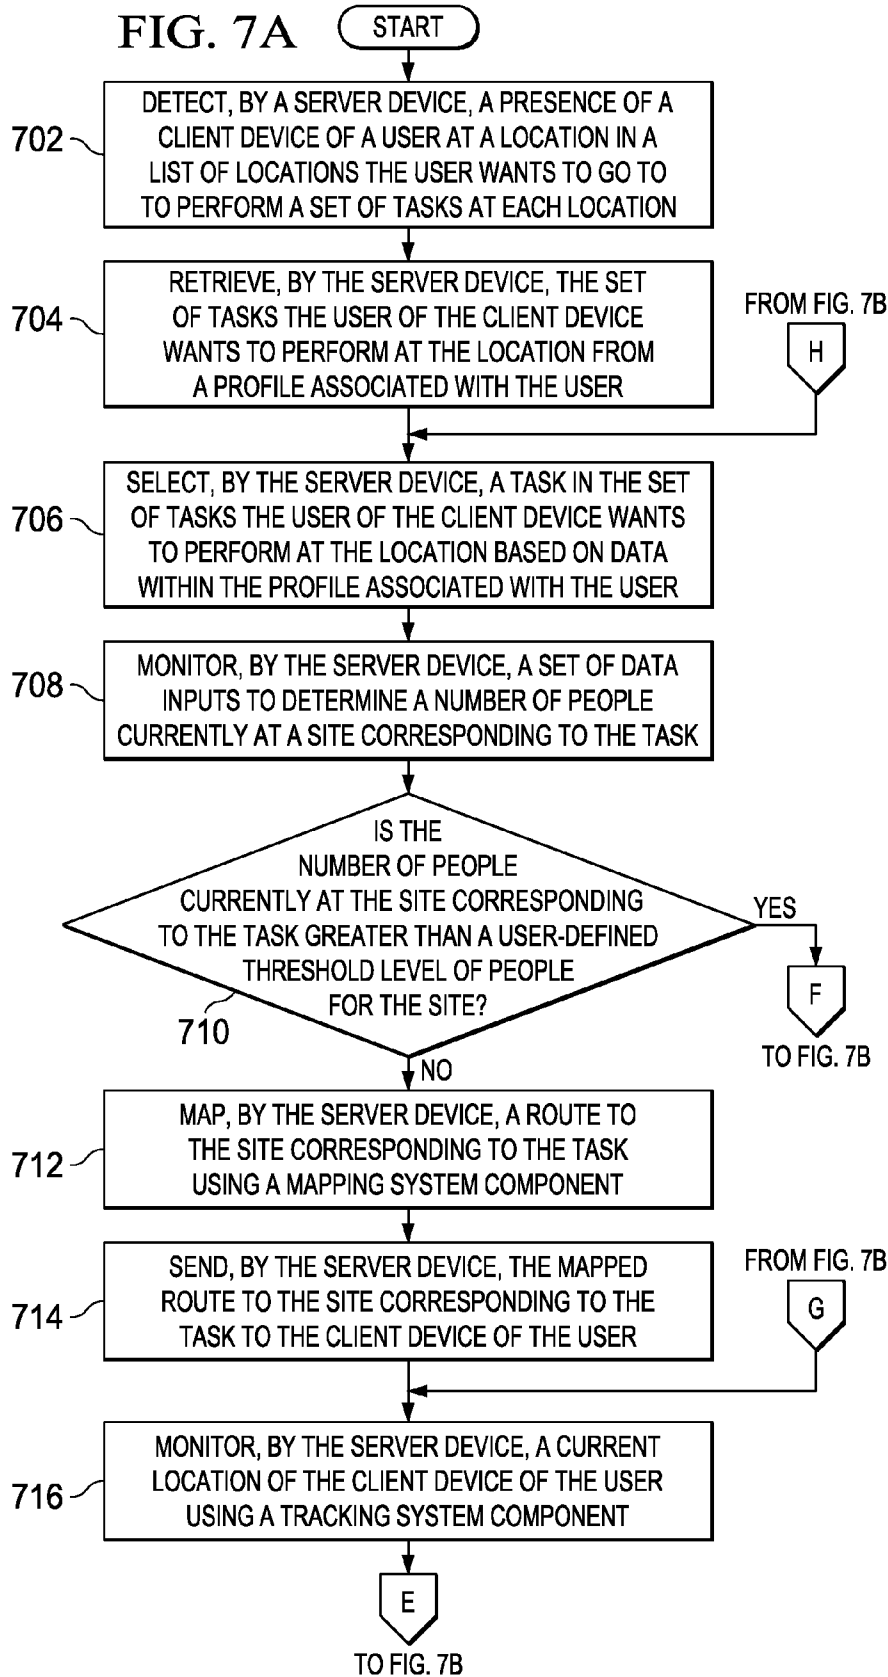 FIG. 7A
START
702
DETECT, BY A SERVER DEVICE, A PRESENCE OF A
CLIENT DEVICE OF A USER AT A LOCATION IN A
LIST OF LOCATIONS THE USER WANTS TO GO TO
TO PERFORM A SET OF TASKS AT EACH LOCATION
704
RETRIEVE, BY THE SERVER DEVICE, THE SET
OF TASKS THE USER OF THE CLIENT DEVICE
WANTS TO PERFORM AT THE LOCATION FROM
A PROFILE ASSOCIATED WITH THE USER
FROM FIG. 7B
H
706
SELECT, BY THE SERVER DEVICE, A TASK IN THE SET
OF TASKS THE USER OF THE CLIENT DEVICE WANTS
TO PERFORM AT THE LOCATION BASED ON DATA
WITHIN THE PROFILE ASSOCIATED WITH THE USER
708
MONITOR, BY THE SERVER DEVICE, A SET OF DATA
INPUTS TO DETERMINE A NUMBER OF PEOPLE
CURRENTLY AT A SITE CORRESPONDING TO THE TASK
IS THE
NUMBER OF PEOPLE
CURRENTLY AT THE SITE CORRESPONDING
TO THE TASK GREATER THAN A USER-DEFINED
THRESHOLD LEVEL OF PEOPLE
FOR THE SITE?
710
YES
F
TO FIG. 7B
NO
712
MAP, BY THE SERVER DEVICE, A ROUTE TO
THE SITE CORRESPONDING TO THE TASK
USING A MAPPING SYSTEM COMPONENT
714
SEND, BY THE SERVER DEVICE, THE MAPPED
ROUTE TO THE SITE CORRESPONDING TO THE
TASK TO THE CLIENT DEVICE OF THE USER
FROM FIG. 7B
G
716
MONITOR, BY THE SERVER DEVICE, A CURRENT
LOCATION OF THE CLIENT DEVICE OF THE USER
USING A TRACKING SYSTEM COMPONENT
E
TO FIG. 7B